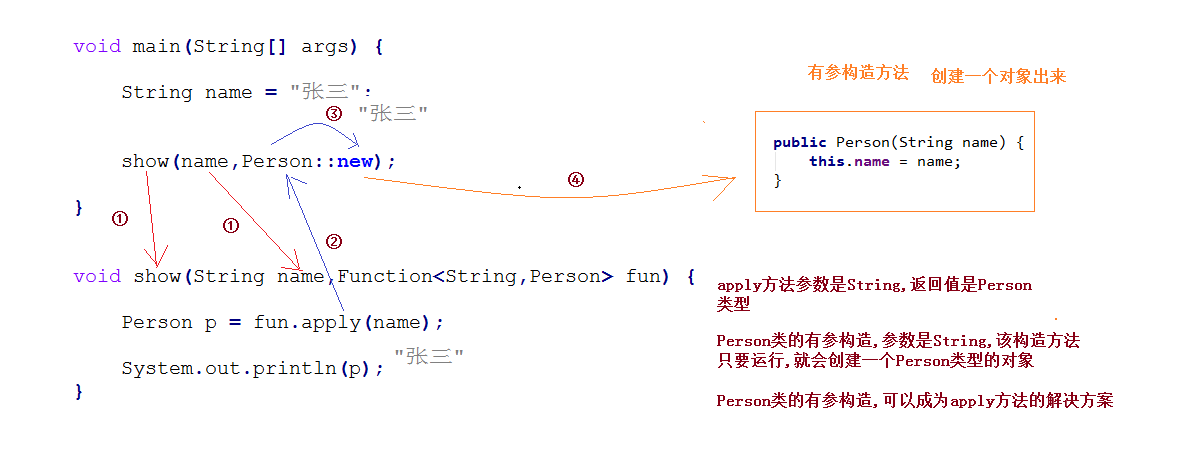 void main(String[] args) {
String name = "张三";
③ "张三"
show(name,Person::new);
}
① ① ② ④
void show(String name,Function<String,Person> fun) {
Person p = fun.apply(name);
"张三"
System.out.println(p);
}
有参构造方法 创建一个对象出来
public Person(String name) {
this.name = name;
}
apply方法参数是String,返回值是Person
类型
Person类的有参构造,参数是String,该构造方法
只要运行,就会创建一个Person类型的对象
Person类的有参构造,可以成为apply方法的解决方案